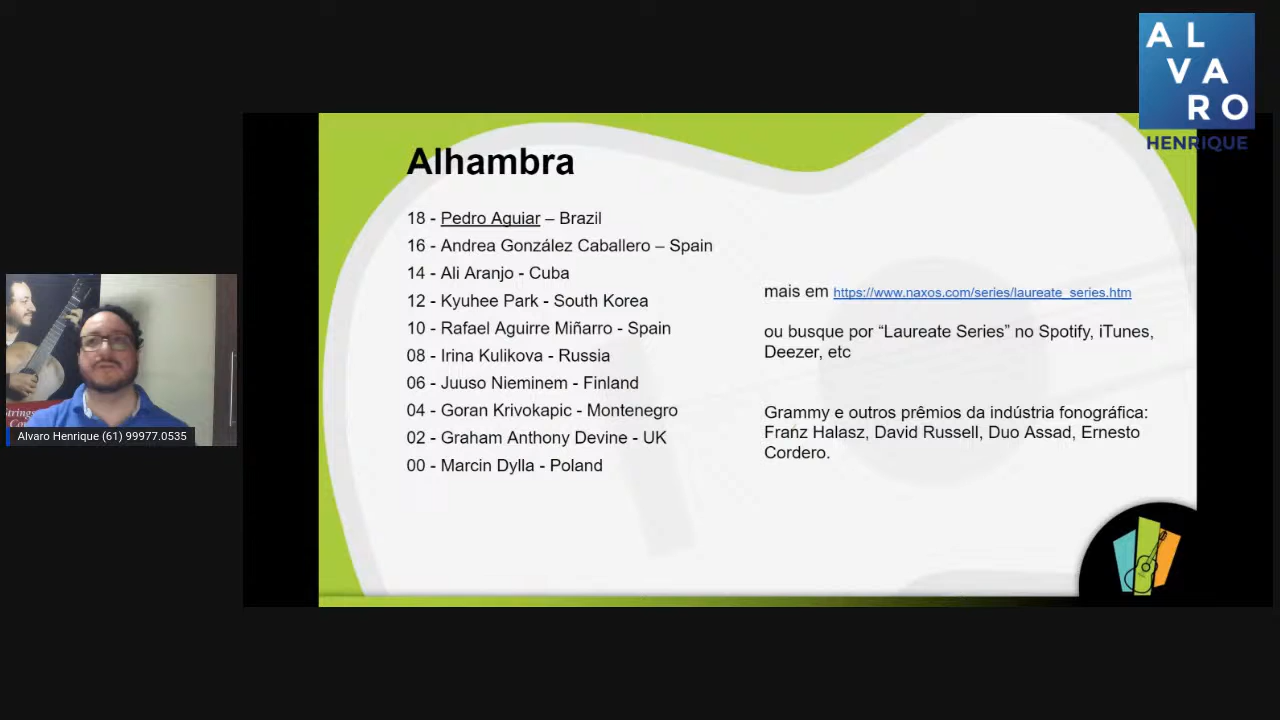 A L
V A
R O
HENRIQUE
Alhambra
18 - Pedro Aguiar – Brazil
16 - Andrea González Caballero – Spain
14 - Ali Aranjo - Cuba
12 - Kyuhee Park - South Korea
10 - Rafael Aguirre Miñarro - Spain
08 - Irina Kulikova - Russia
06 - Juuso Nieminem - Finland
04 - Goran Krivokapic - Montenegro
02 - Graham Anthony Devine - UK
00 - Marcin Dylla - Poland
mais em https://www.naxos.com/series/laureate_series.htm
ou busque por “Laureate Series” no Spotify, iTunes,
Deezer, etc
Grammy e outros prêmios da indústria fonográfica:
Franz Halasz, David Russell, Duo Assad, Ernesto
Cordero.
Strings
Alvaro Henrique (61) 99977.0535